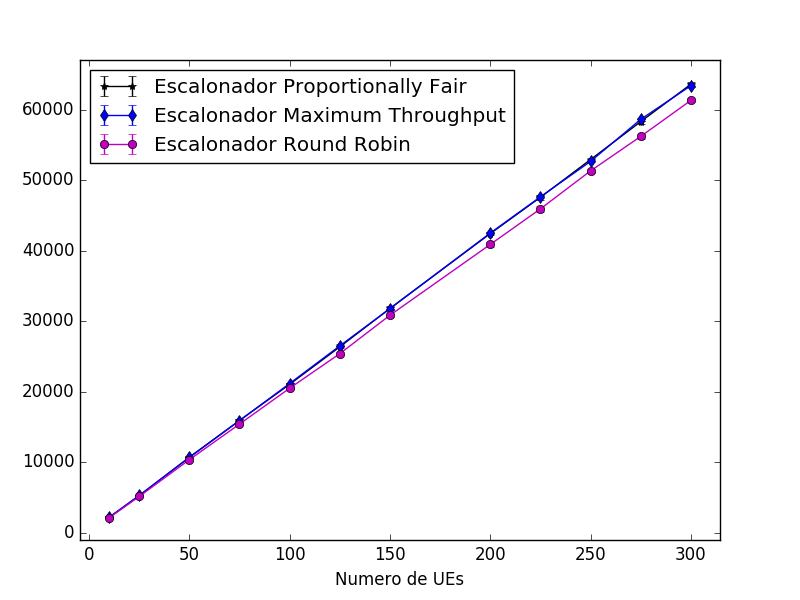 Escalonador Proportionally Fair
Escalonador Maximum Throughput
Escalonador Round Robin
60000
50000
40000
30000
20000
10000
0
0 50 100 150 200 250 300
Numero de UEs